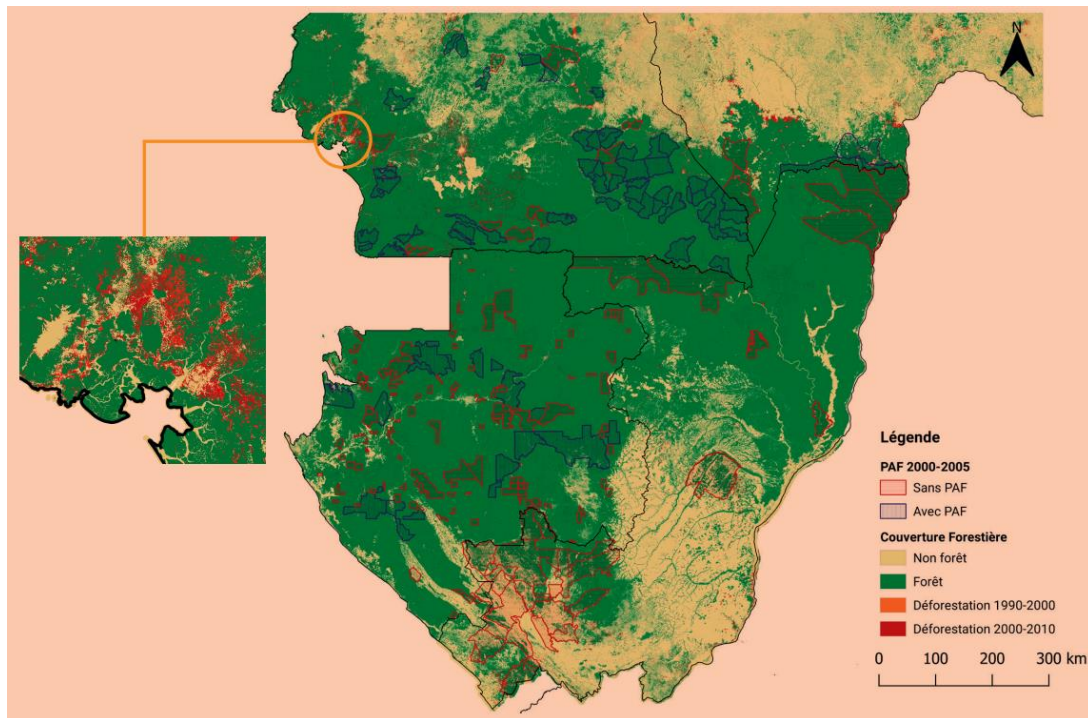 N
Légende
PAF 2000-2005
Sans PAF
Avec PAF
Couverture Forestière
Non forêt
Forêt
Déforestation 1990-2000
Déforestation 2000-2010
0 100 200 300 km